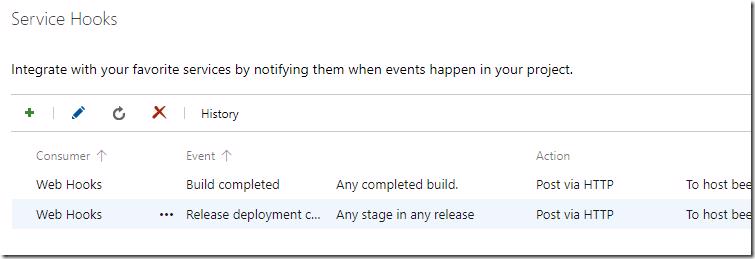 Service Hooks
Integrate with your favorite services by notifying them when events happen in your project.
History
Consumer Event Action
Web Hooks Build completed Any completed build. Post via HTTP To host bee
Web Hooks ••• Release deployment c... Any stage in any release Post via HTTP To host bee